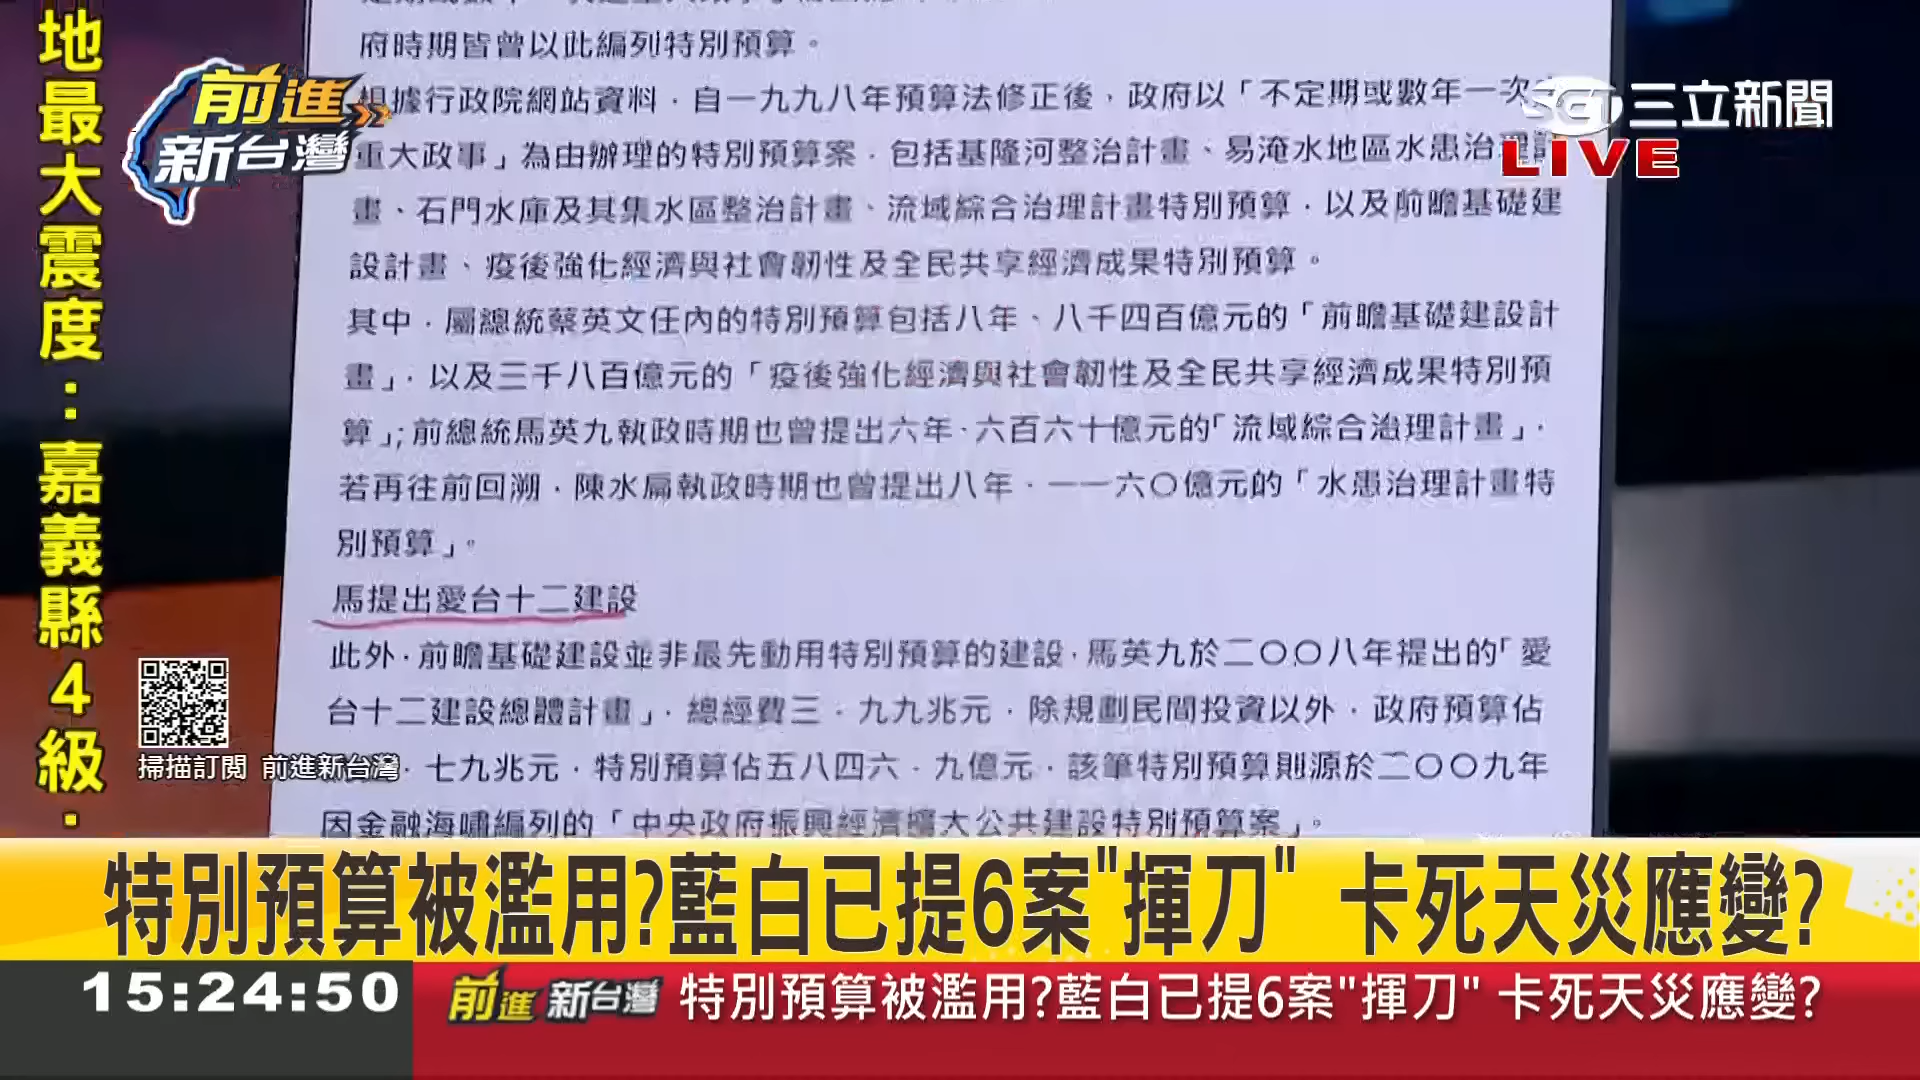 地最大震度:嘉義縣4級.
前進
新台灣
三立新聞
LIVE
府時期皆曾以此編列特別預算。
根據行政院網站資料，自一九九八年預算法修正後，政府以「不定期或數年一次
重大政事」為由辦理的特別預算案，包括基隆河整治計畫、易淹水地區水患治理計
畫、石門水庫及其集水區整治計畫、流域綜合治理計畫特別預算，以及前瞻基礎建
設計畫、疫後強化經濟與社會韌性及全民共享經濟成果特別預算。
其中，屬總統蔡英文任內的特別預算包括八年、八千四百億元的「前瞻基礎建設計
畫」，以及三千八百億元的「疫後強化經濟與社會韌性及全民共享經濟成果特別預
算」;前總統馬英九執政時期也曾提出六年，六百六十億元的「流域綜合治理計畫」，
若再往前回溯，陳水扁執政時期也曾提出八年，一一六〇億元的「水患治理計畫特
別預算」。
馬提出愛台十二建設
此外，前瞻基礎建設並非最先動用特別預算的建設，馬英九於二〇〇八年提出的「愛
台十二建設總體計畫」，總經費三．九九兆元，除規劃民間投資以外，政府預算佔
．七九兆元，特別預算佔五八四六．九億元，該筆特別預算則源於二〇〇九年
因金融海嘯編列的「中央政府振興經濟擴大公共建設特別預算案」。
掃描訂閱 前進新台灣
特別預算被濫用?藍白已提6案"揮刀" 卡死天災應變?
15:24:50
前進新台灣 特別預算被濫用?藍白已提6案"揮刀" 卡死天災應變?